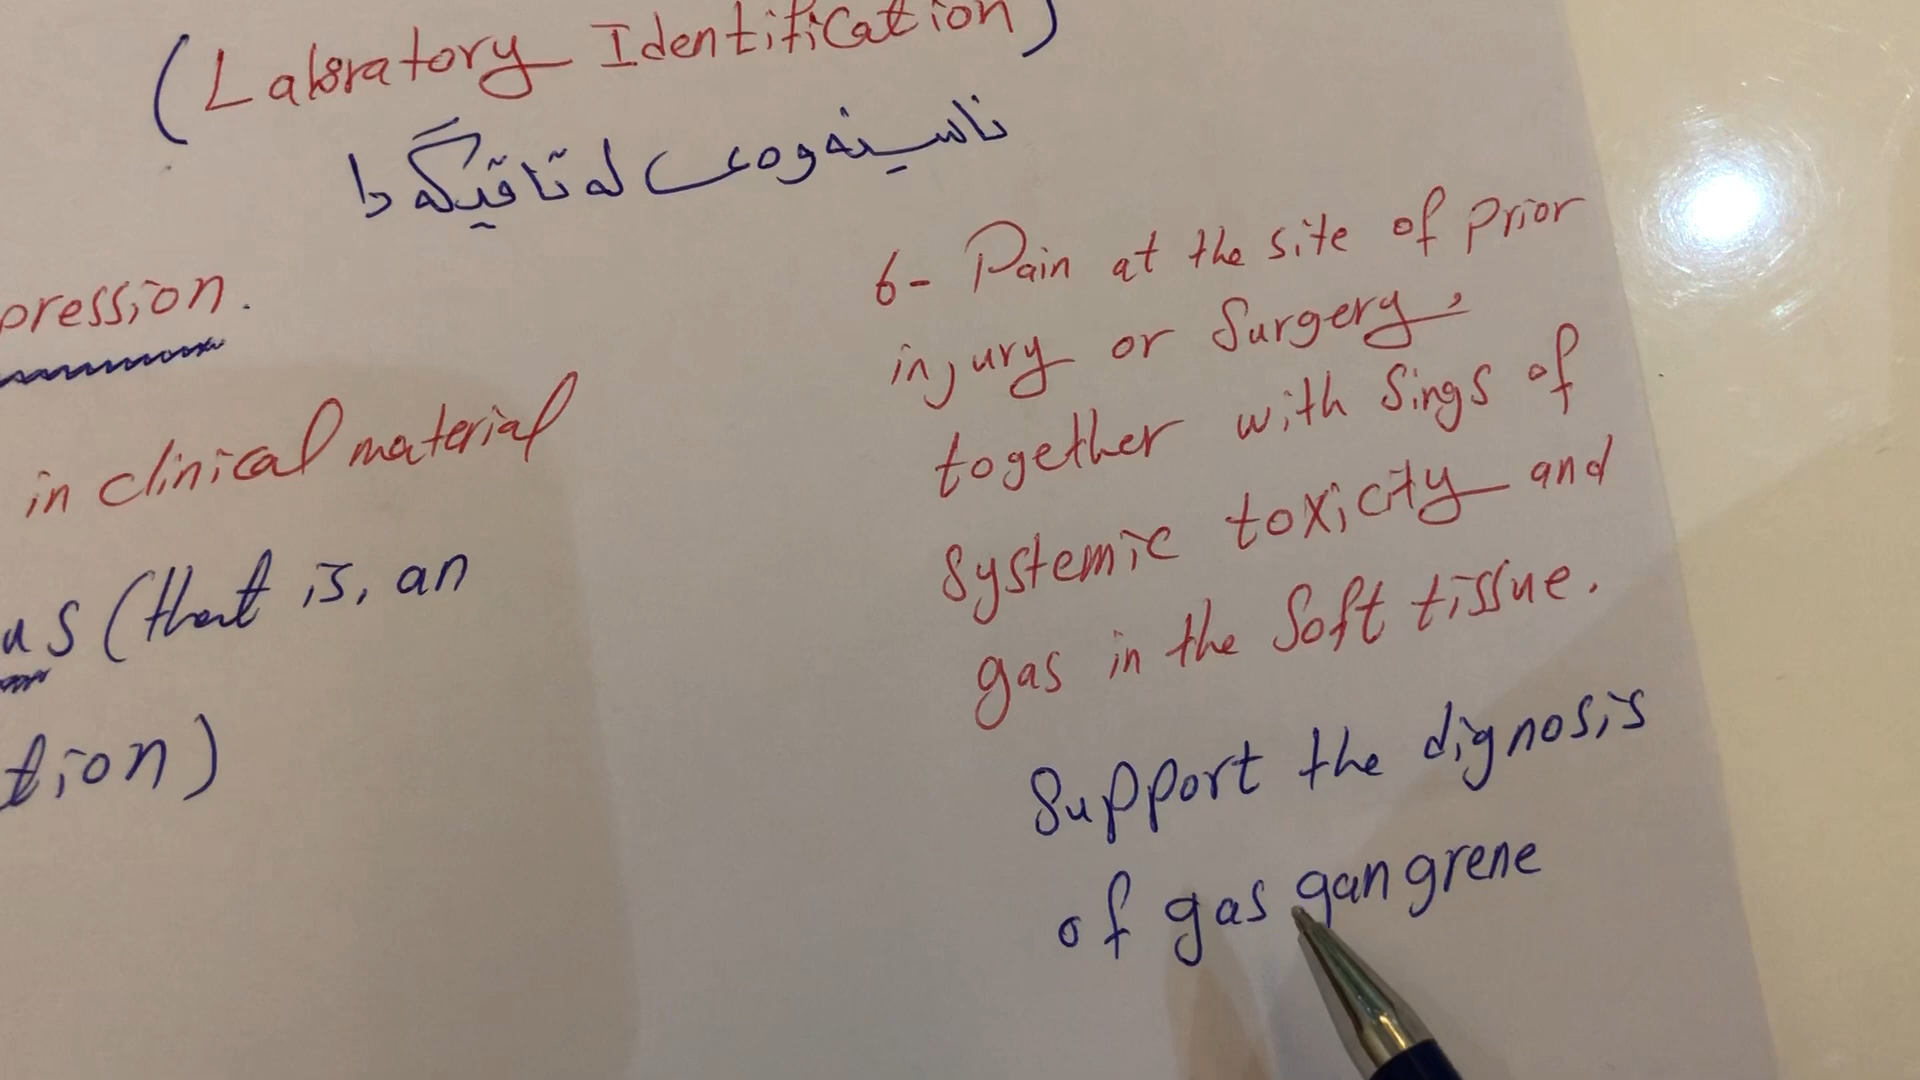 (Laboratory Identification)
ناسینەوەی لە تاقیگە دا
pression.
in clinical material
us (that is, an
tion)
6- Pain at the site of prior
injury or Surgery,
together with Sings of
Systemic toxicity and
gas in the Soft tissue.
Support the dignosis
of gas gangrene